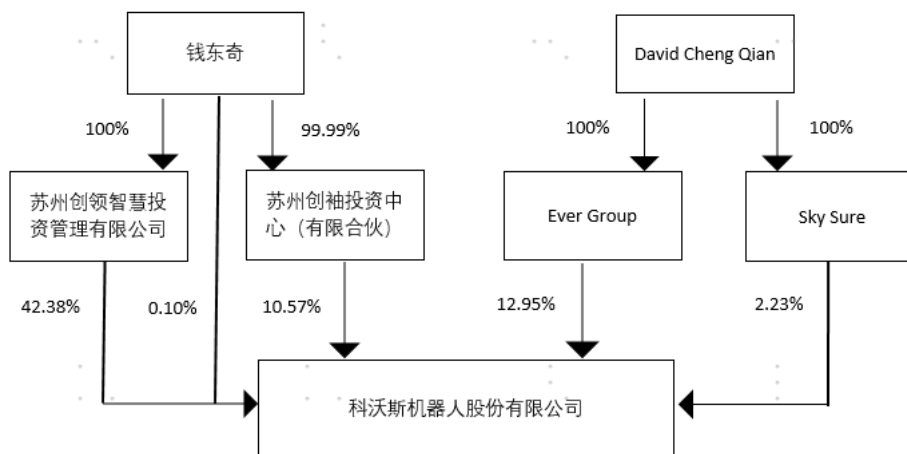 钱东奇
David Cheng Qian
100%
99.99%
100%
100%
苏州创领智慧投
资管理有限公司
苏州创袖投资中
心（有限合伙）
Ever Group
Sky Sure
42.38%
0.10%
10.57%
12.95%
2.23%
科沃斯机器人股份有限公司